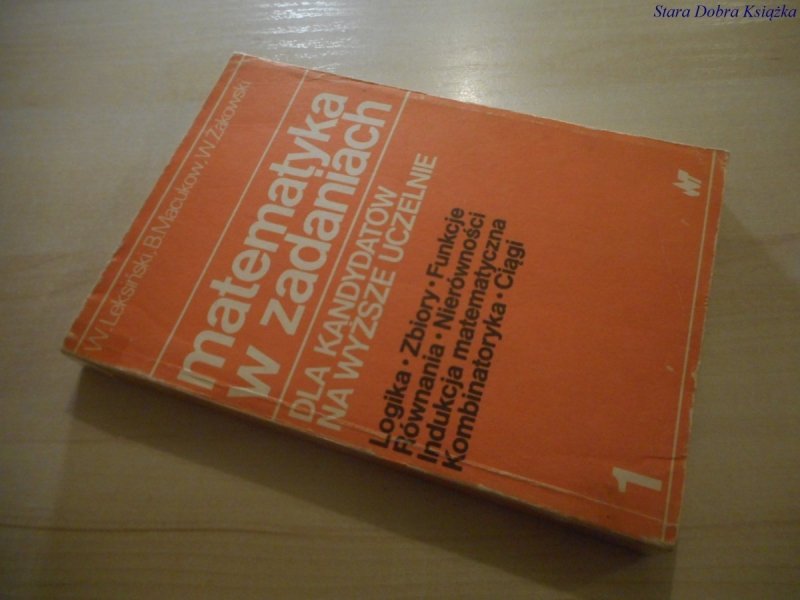 Stara Dobra Książka
W. Leksiński, B. Macukow, W. Żakowski
matematyka
w zadaniach
DLA KANDYDATÓW
NA WYŻSZE UCZELNIE
Logika · Zbiory · Funkcje
Równania · Nierówności
Indukcja matematyczna
Kombinatoryka · Ciągi
1